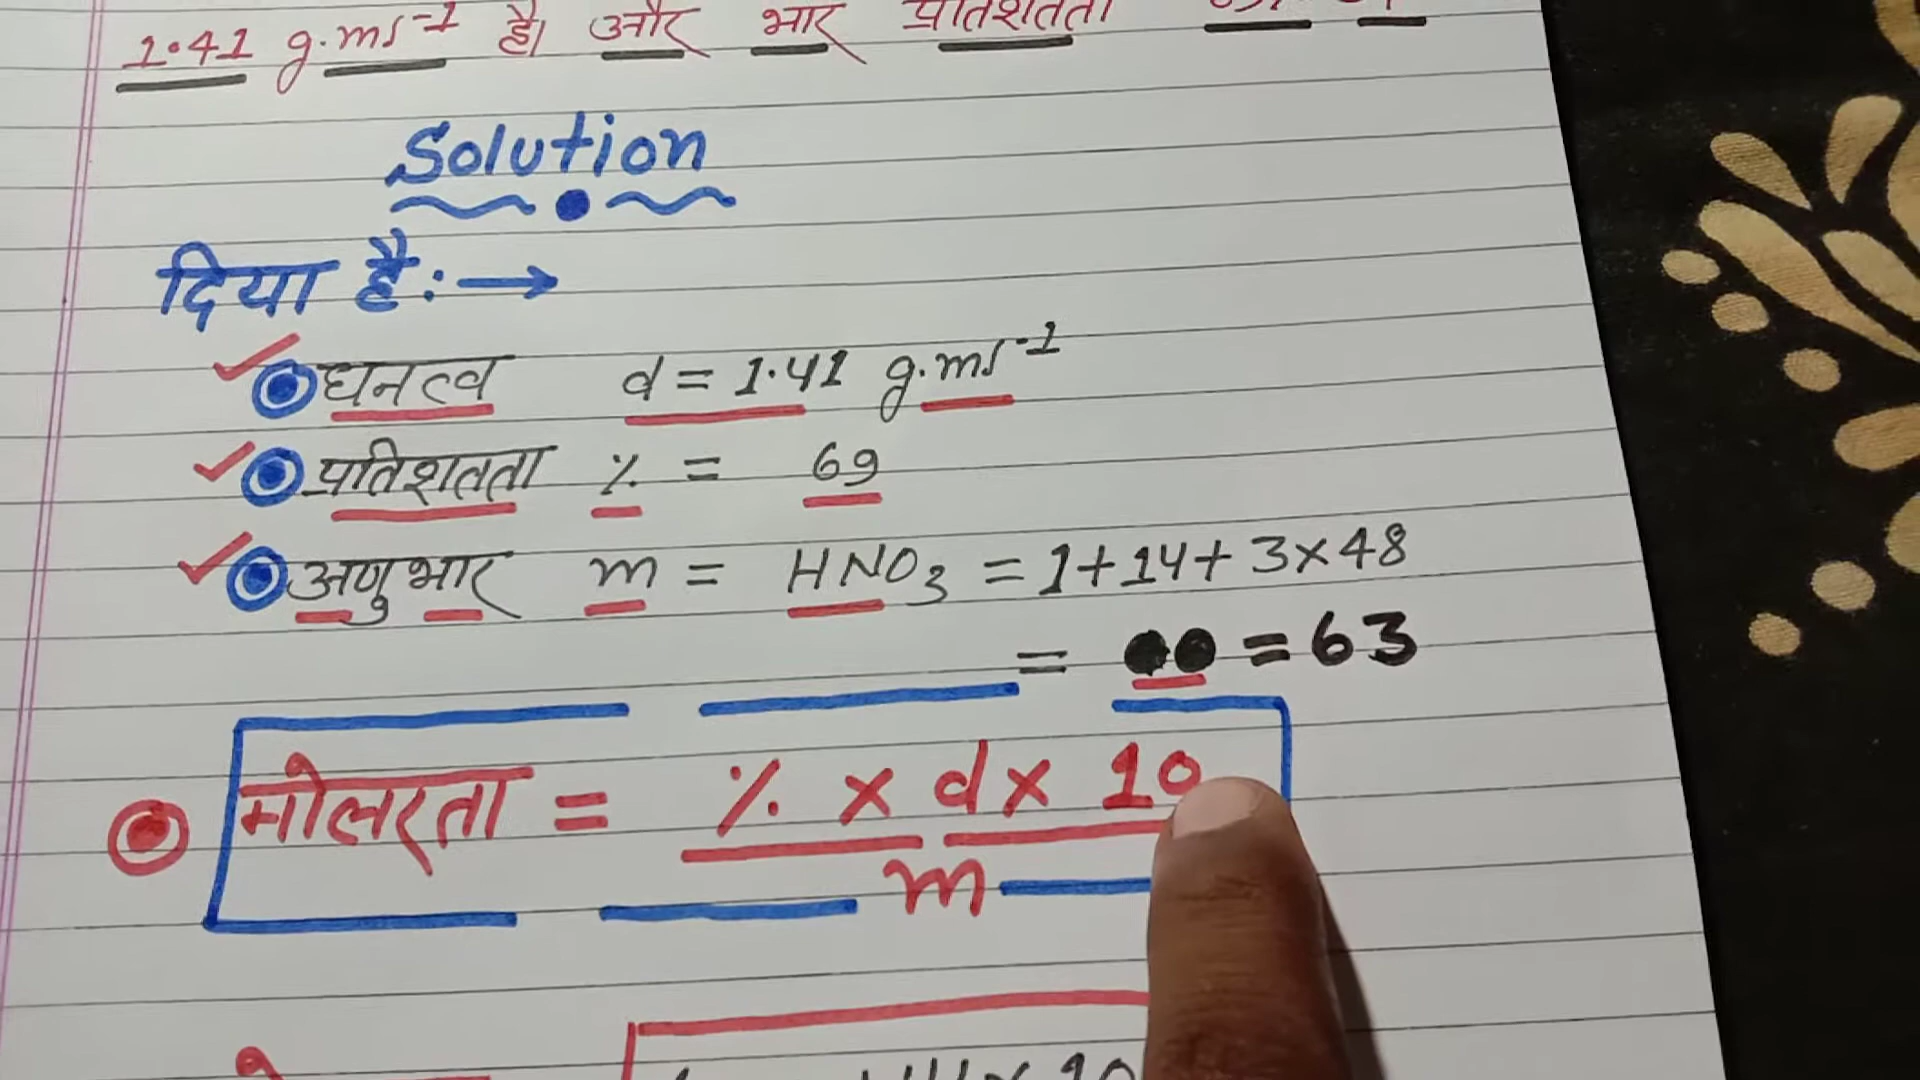 1.41 g.ml⁻¹ है। और भार प्रतिशतता
Solution
दिया है:→
घनत्व d = 1.41 g.ml⁻¹
प्रतिशतता % = 69
अणुभार m = HNO₃ = 1+14+3×48
= = 63
मोलरता = % × d × 10
m